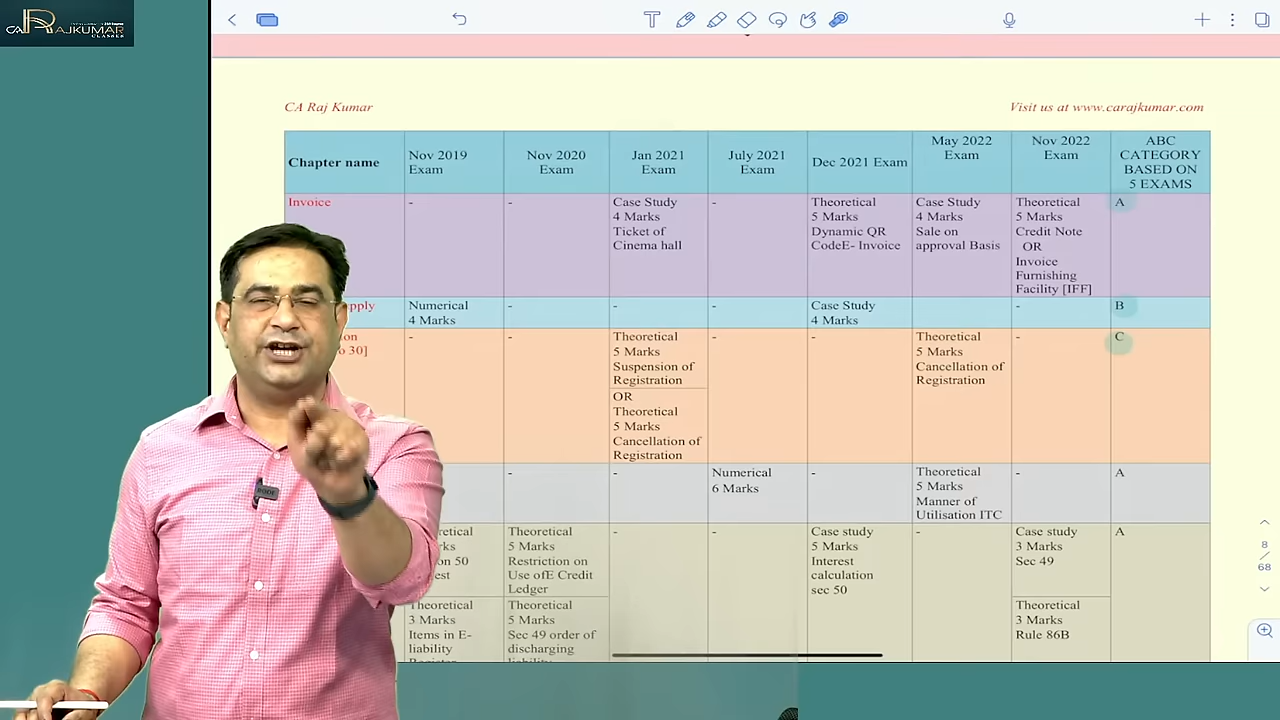 CA RAJKUMAR
CLASSES
CA Raj Kumar
Visit us at www.carajkumar.com
Chapter name
Nov 2019
Exam
Nov 2020
Exam
Jan 2021
Exam
July 2021
Exam
Dec 2021 Exam
May 2022
Exam
Nov 2022
Exam
ABC
CATEGORY
BASED ON
5 EXAMS
Invoice
-
-
Case Study
4 Marks
Ticket of
Cinema hall
-
Theoretical
5 Marks
Dynamic QR
CodeE- Invoice
Case Study
4 Marks
Sale on
approval Basis
Theoretical
5 Marks
Credit Note
OR
Invoice
Furnishing
Facility [IFF]
A
Numerical
4 Marks
-
-
-
Case Study
4 Marks
-
B
30]
-
-
Theoretical
5 Marks
Suspension of
Registration
OR
Theoretical
5 Marks
Cancellation of
Registration
-
-
Theoretical
5 Marks
Cancellation of
Registration
-
C
-
-
Numerical
6 Marks
-
Theoretical
5 Marks
Manner of
Utilisation ITC
-
A
50
Theoretical
5 Marks
Restriction on
Use ofE Credit
Ledger
-
-
Case study
5 Marks
Interest
calculation
sec 50
-
Case study
3 Marks
Sec 49
A
Theoretical
3 Marks
Items in E-
liability
Theoretical
5 Marks
Sec 49 order of
discharging
Theoretical
3 Marks
Rule 86B
8
68
RODE